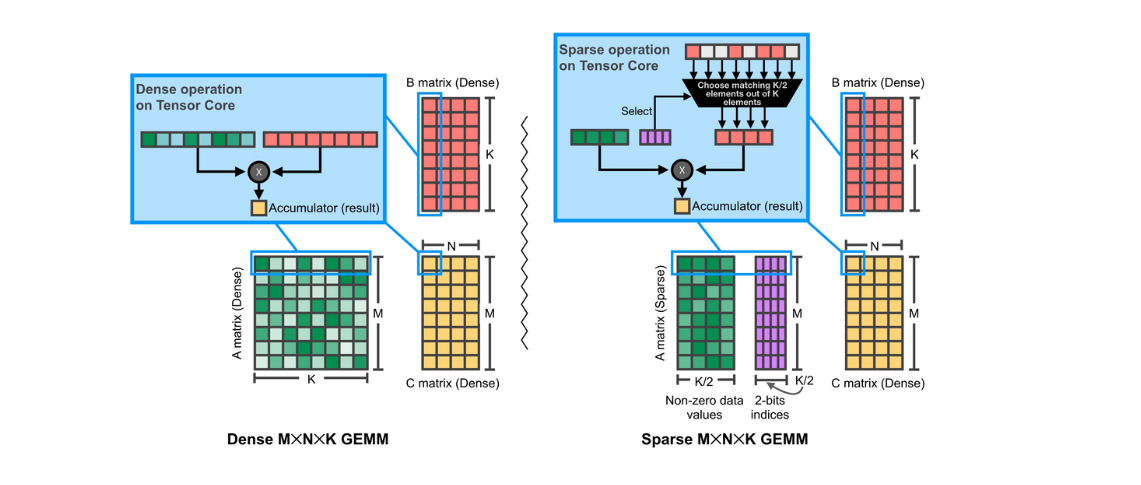 Dense operation
on Tensor Core
X
Accumulator (result)
B matrix (Dense)
K
A matrix (Dense)
M
K
N
M
C matrix (Dense)
Dense M×N×K GEMM
Sparse operation
on Tensor Core
Choose matching K/2
elements out of K
elements
Select
X
Accumulator (result)
B matrix (Dense)
K
A matrix (Sparse)
M
K/2
K/2
Non-zero data
values
2-bits
indices
N
M
C matrix (Dense)
Sparse M×N×K GEMM